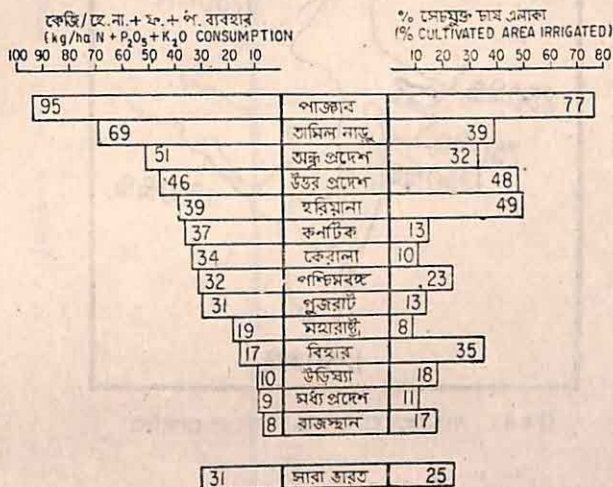 কেজি/হে.না.+ ফ.+ প. ব্যবহার
(kg/ha N + P₂O₅ + K₂O CONSUMPTION
100 90 80 70 60 50 40 30 20 10
% সেচযুক্ত চাষ এলাকা
(% CULTIVATED AREA IRRIGATED)
10 20 30 40 50 60 70 80
95 পাঞ্জাব 77
69 তামিল নাড়ু 39
51 অন্ধ্র প্রদেশ 32
46 উত্তর প্রদেশ 48
39 হরিয়ানা 49
37 কর্নাটক 13
34 কেরালা 10
32 পশ্চিমবঙ্গ 23
31 গুজরাট 13
19 মহারাষ্ট্র 8
17 বিহার 35
10 উড়িষ্যা 18
9 মধ্য প্রদেশ 11
8 রাজস্থান 17
31 সারা ভারত 25